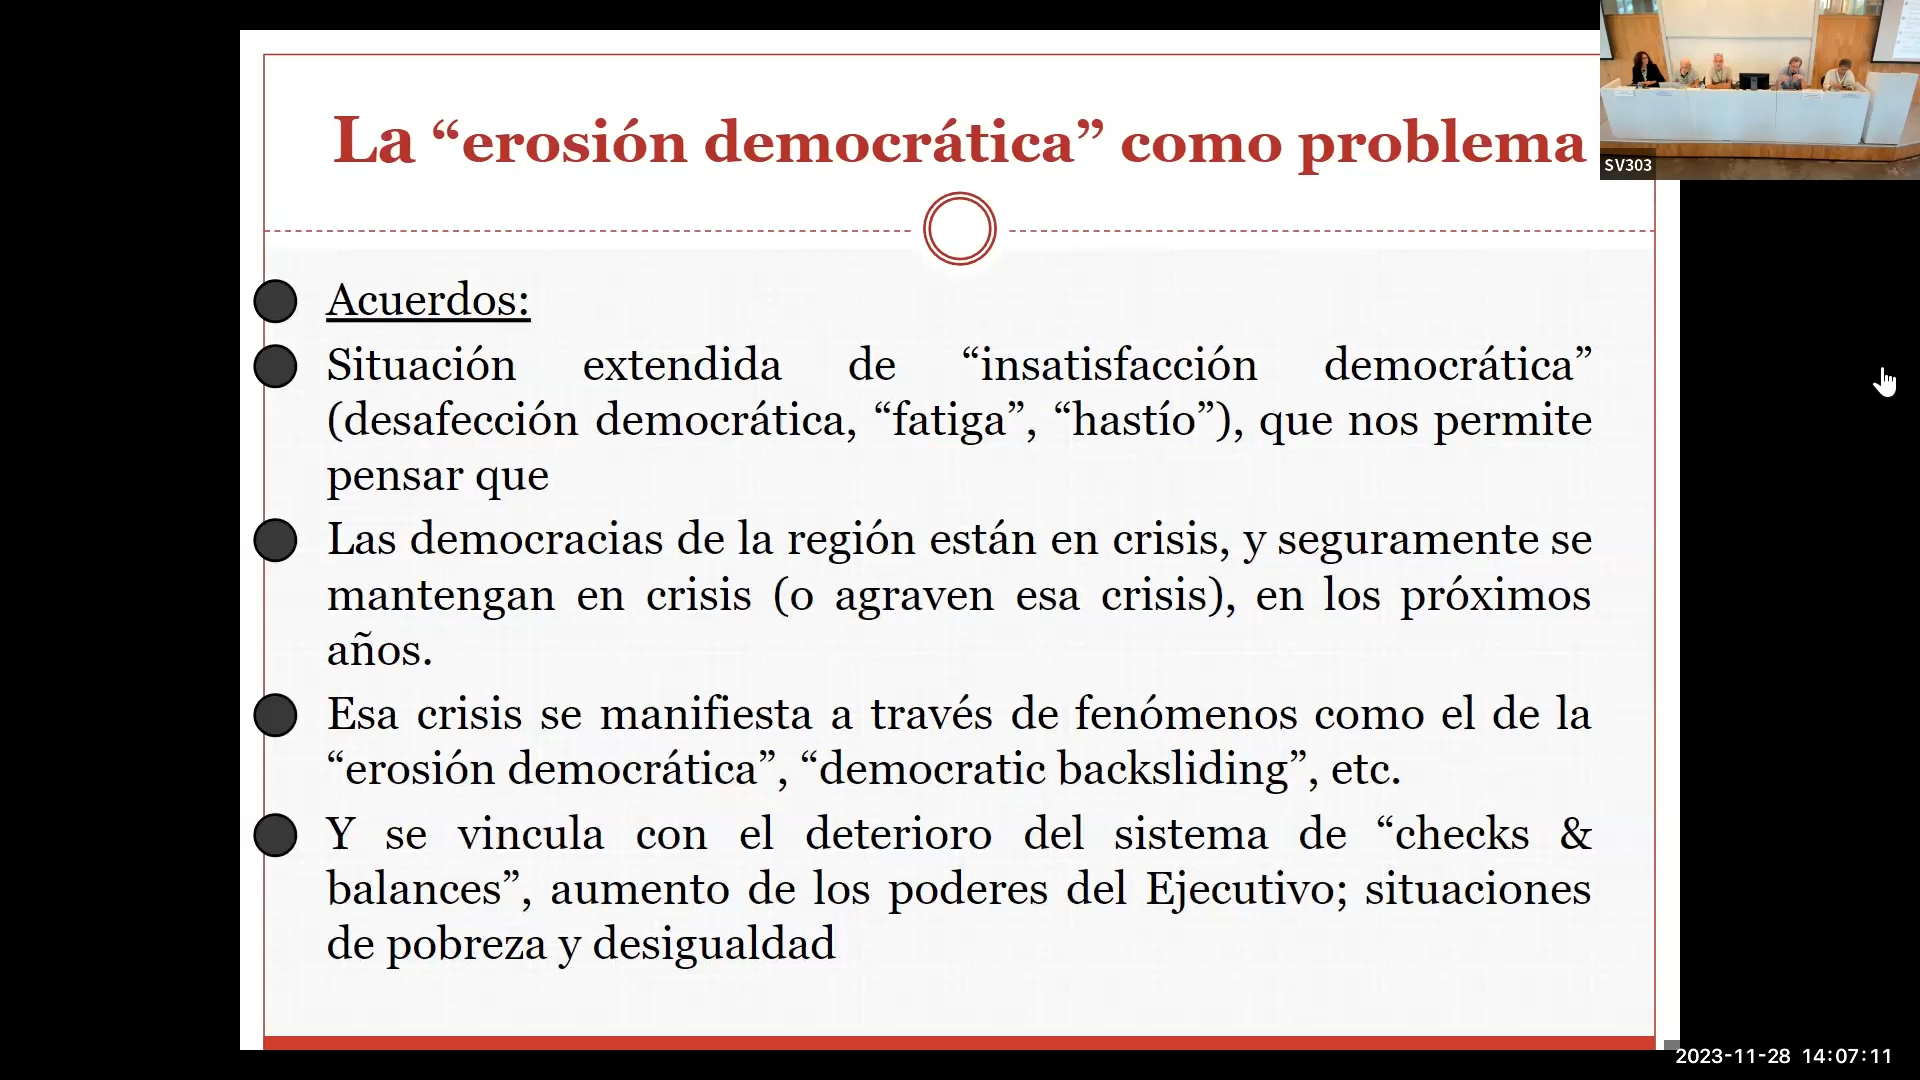 La “erosión democrática” como problema
SV303
Acuerdos:
Situación extendida de “insatisfacción democrática”
(desafección democrática, “fatiga”, “hastío”), que nos permite
pensar que
Las democracias de la región están en crisis, y seguramente se
mantengan en crisis (o agraven esa crisis), en los próximos
años.
Esa crisis se manifiesta a través de fenómenos como el de la
“erosión democrática”, “democratic backsliding”, etc.
Y se vincula con el deterioro del sistema de “checks &
balances”, aumento de los poderes del Ejecutivo; situaciones
de pobreza y desigualdad
2023-11-28 14:07:11